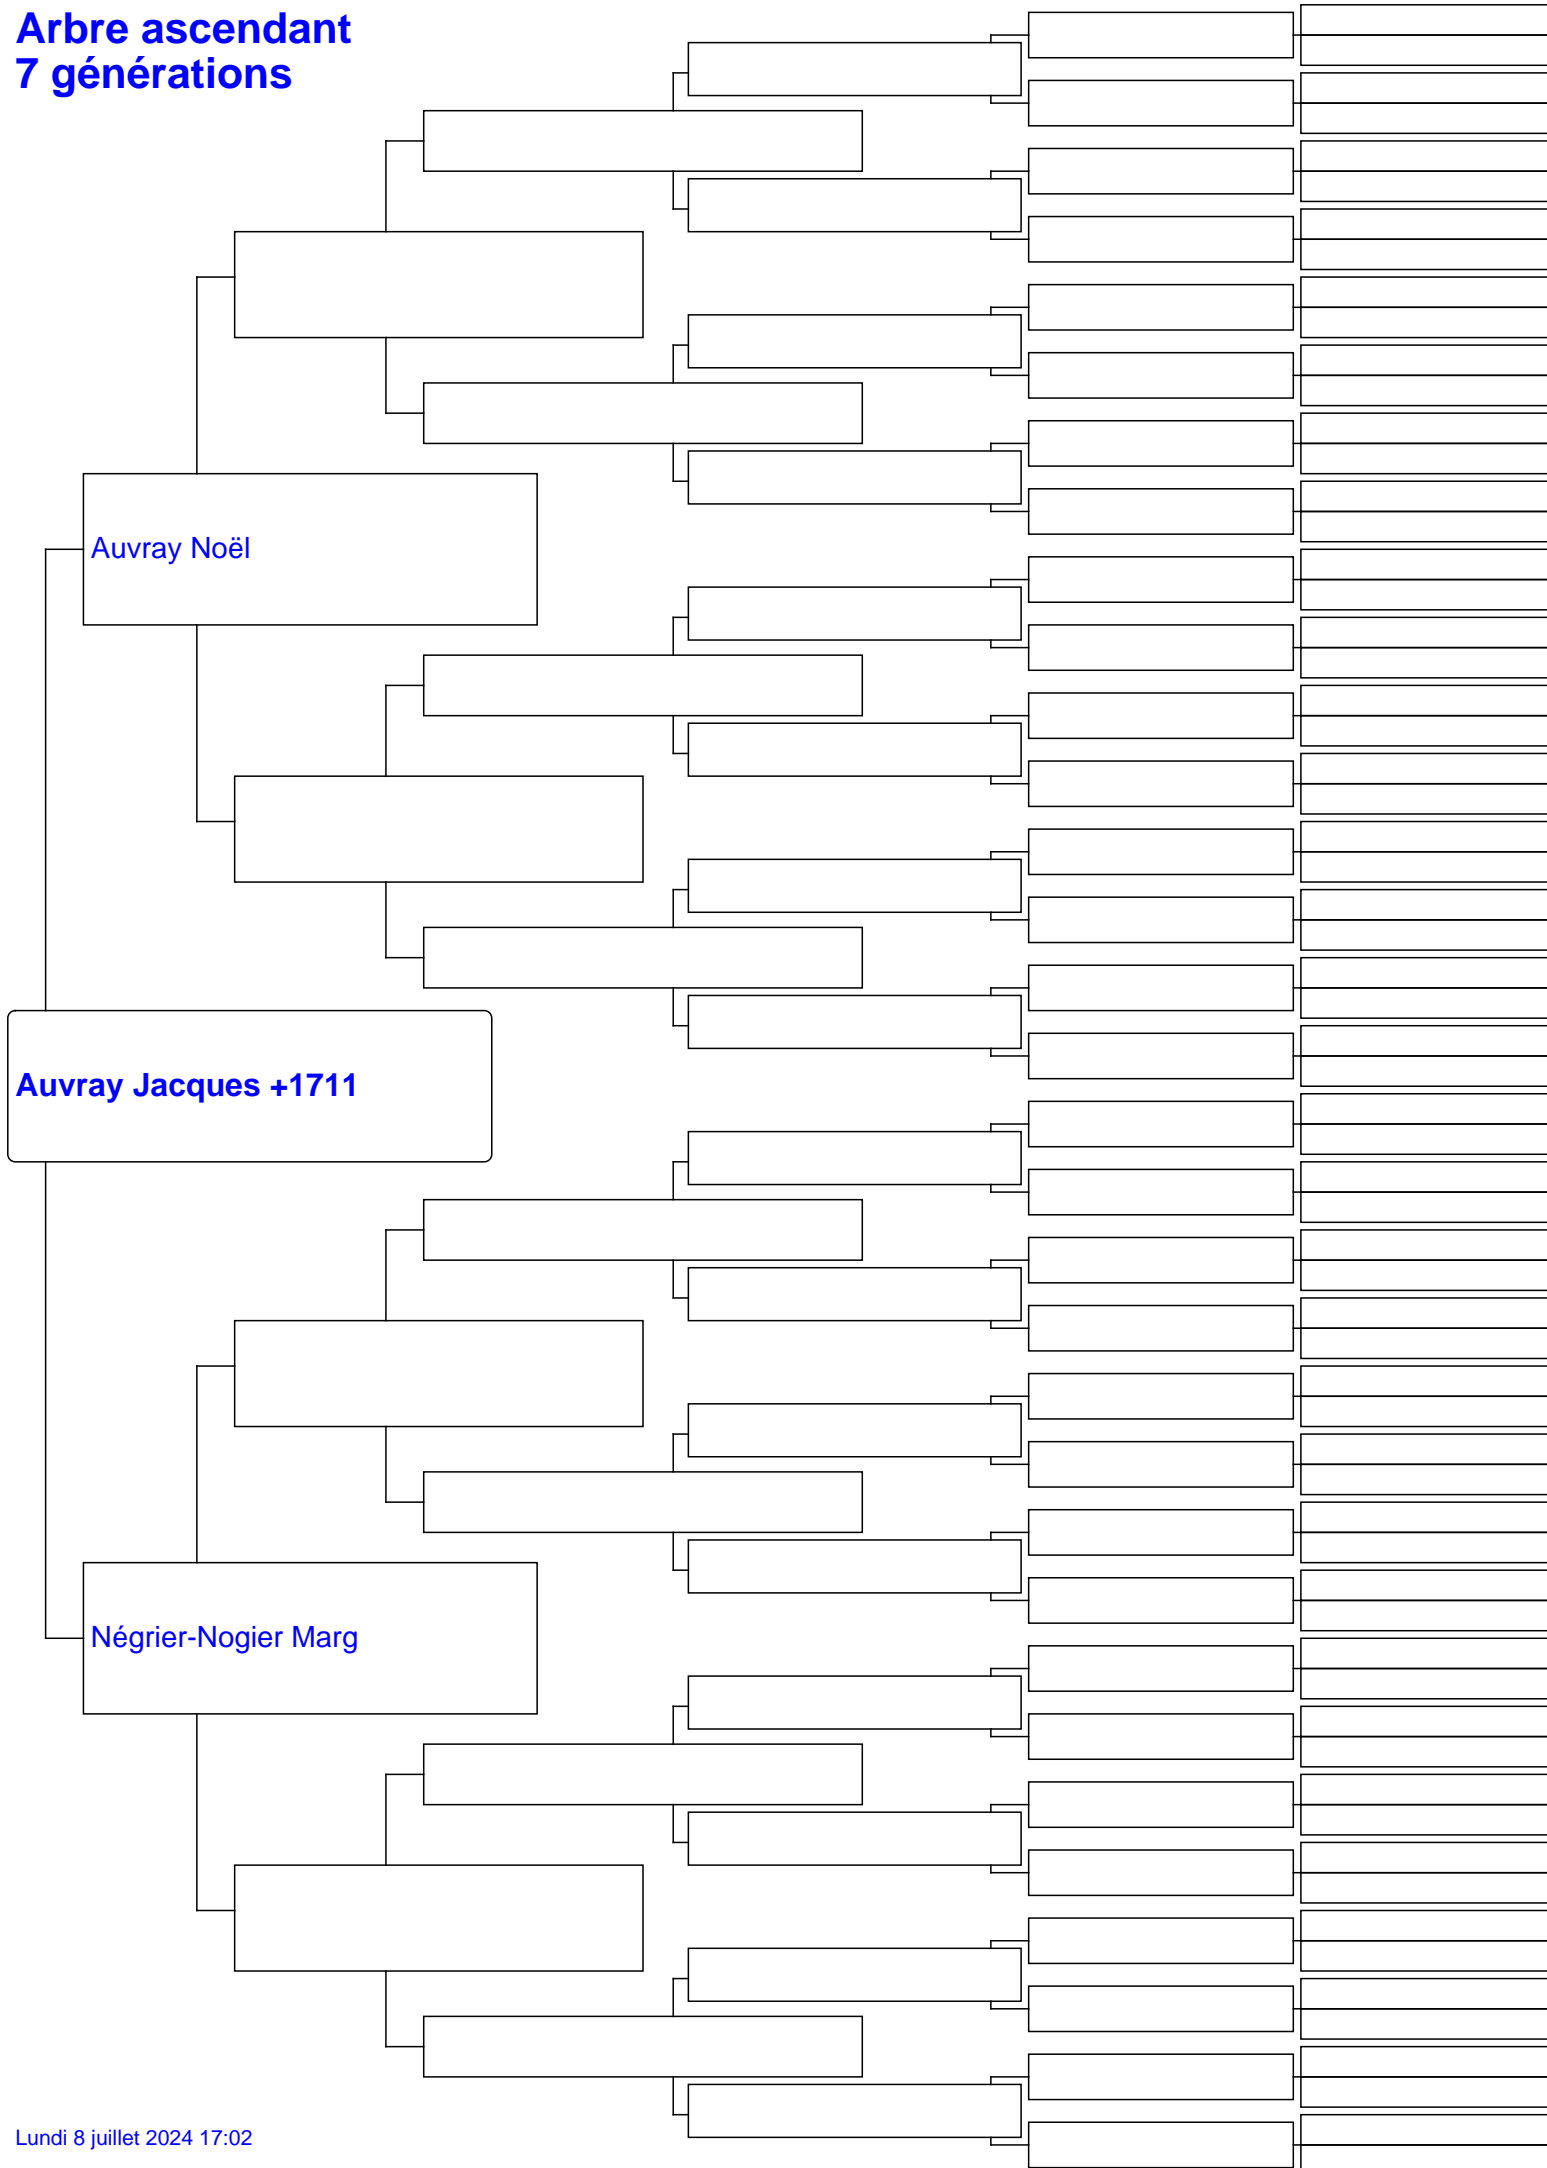 Arbre ascendant
7 générations
Auvray Noël
Auvray Jacques +1711
Négrier-Nogier Marg
Lundi 8 juillet 2024 17:02